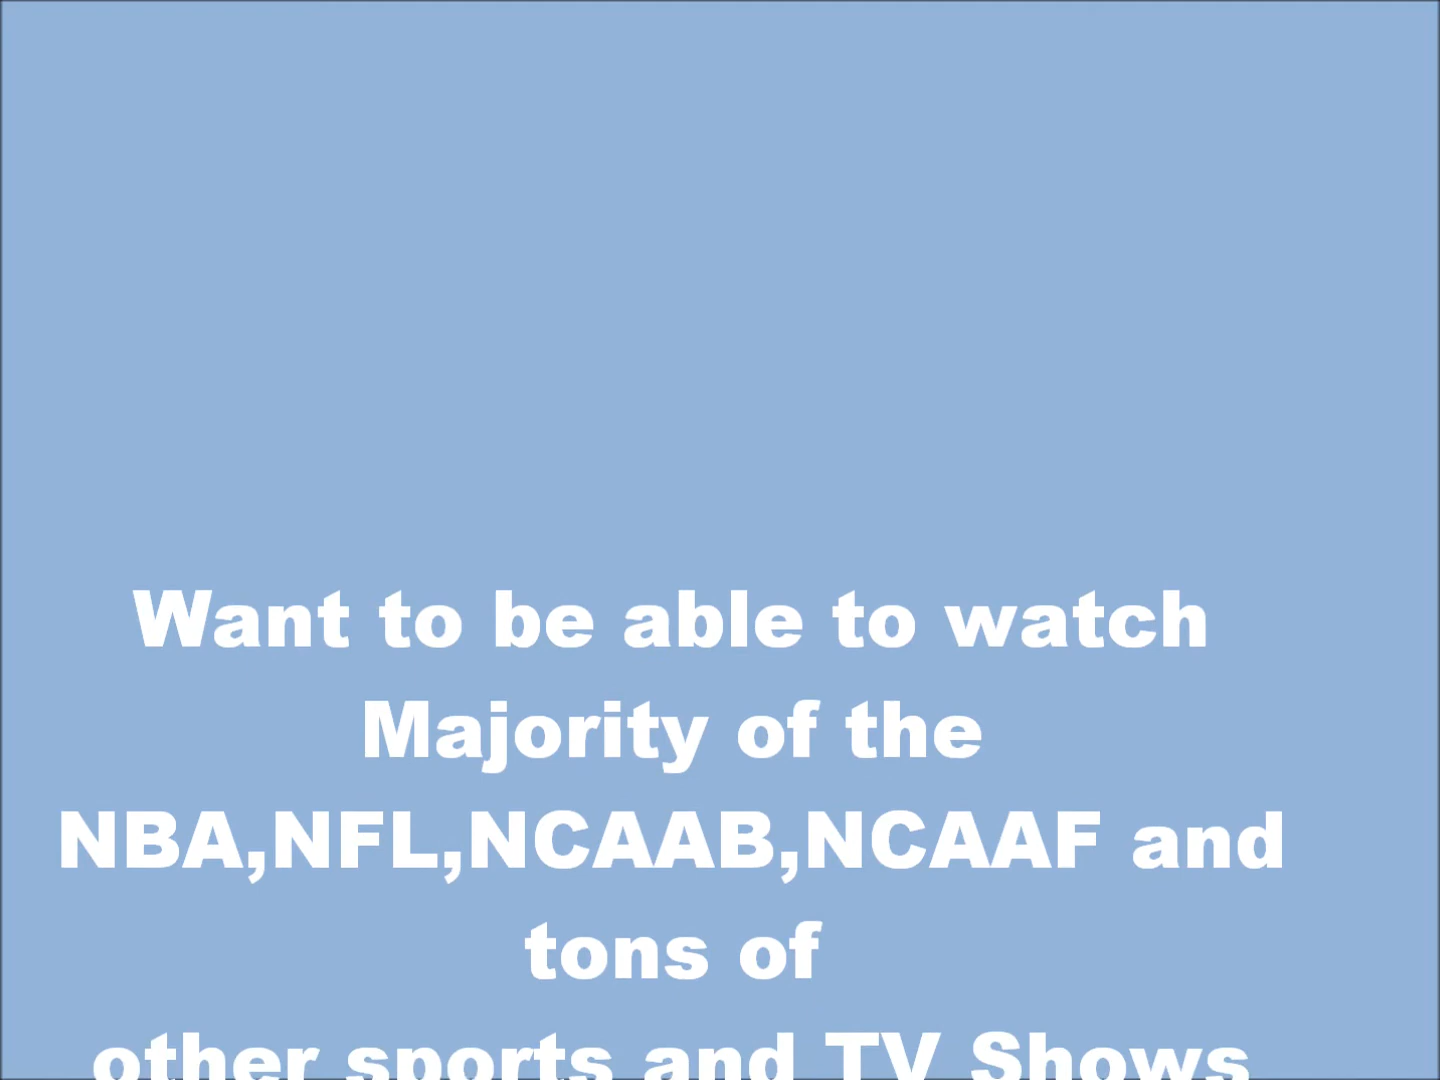 Want to be able to watch
Majority of the
NBA,NFL,NCAAB,NCAAF and
tons of
other sports and TV Shows